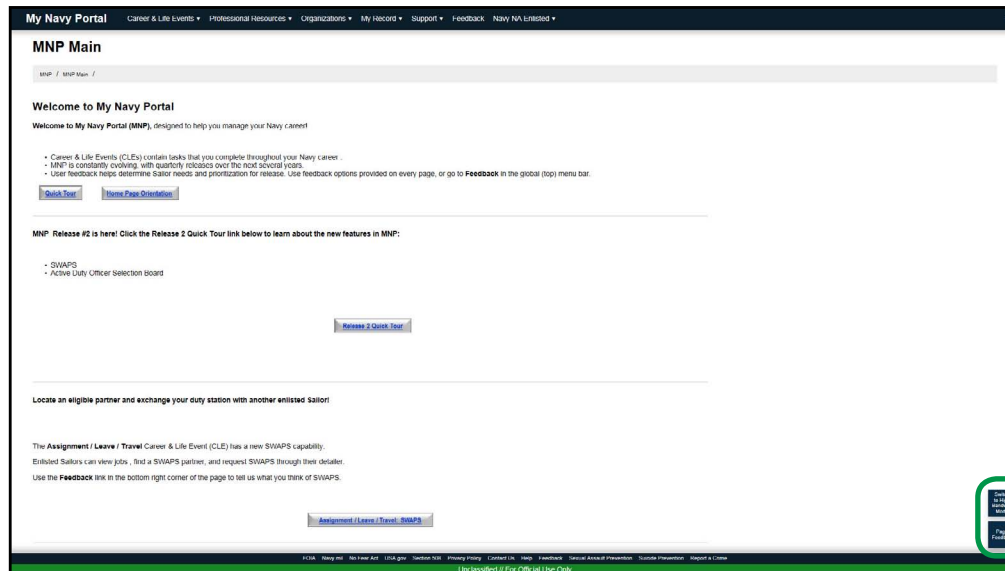 My Navy Portal Career & Life Events ▾ Professional Resources ▾ Organizations ▾ My Record ▾ Support ▾ Feedback Navy NA Enlisted ▾
MNP Main
MNP / MNP Main /
Welcome to My Navy Portal
Welcome to My Navy Portal (MNP), designed to help you manage your Navy career!
• Career & Life Events (CLEs) contain tasks that you complete throughout your Navy career .
• MNP is constantly evolving, with quarterly releases over the next several years.
• User feedback helps determine Sailor needs and prioritization for release. Use feedback options provided on every page, or go to Feedback in the global (top) menu bar.
Quick Tour Home Page Orientation
MNP Release #2 is here! Click the Release 2 Quick Tour link below to learn about the new features in MNP:
• SWAPS
• Active Duty Officer Selection Board
Release 2 Quick Tour
Locate an eligible partner and exchange your duty station with another enlisted Sailor!
The Assignment / Leave / Travel Career & Life Event (CLE) has a new SWAPS capability.
Enlisted Sailors can view jobs , find a SWAPS partner, and request SWAPS through their detailer.
Use the Feedback link in the bottom right corner of the page to tell us what you think of SWAPS.
Assignment / Leave / Travel: SWAPS
to Hi
FOIA Navy.mil No Fear Act USA.gov Section 508 Privacy Policy Contact Us Help Feedback Sexual Assault Prevention Suicide Prevention Report a Crime
Unclassified // For Official Use Only